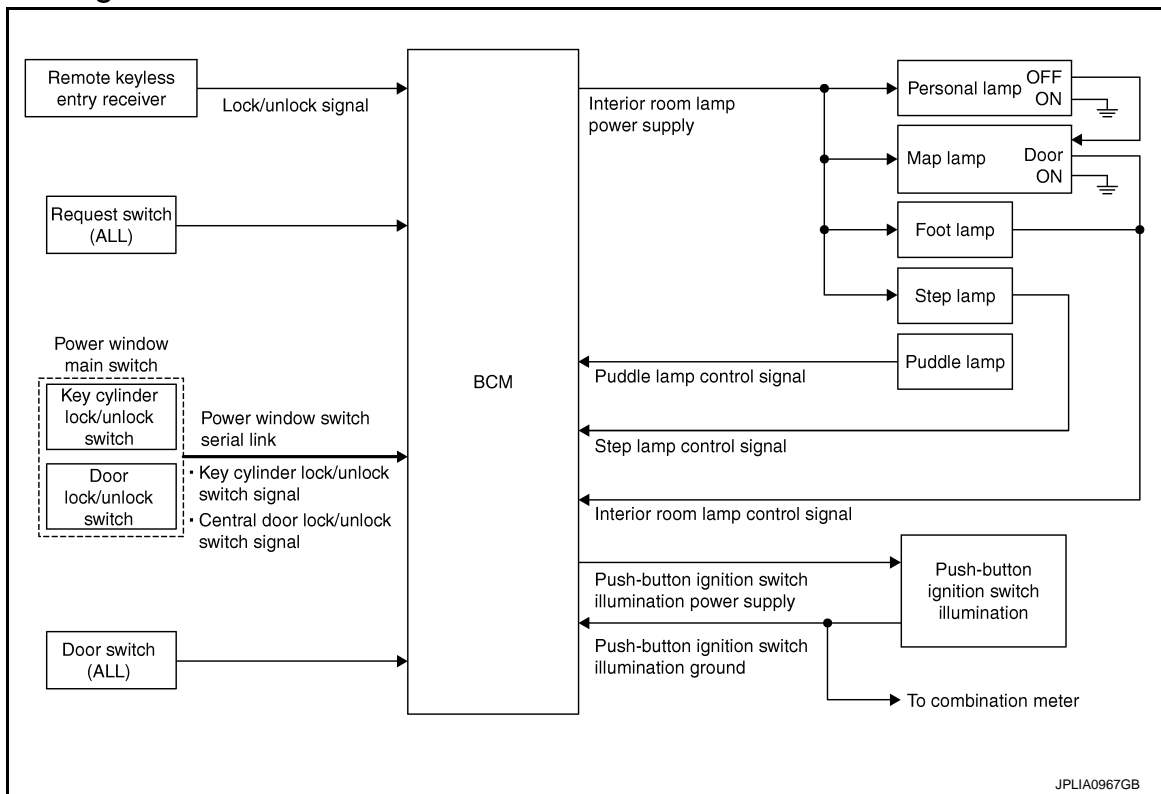 Remote keyless
entry receiver
Lock/unlock signal
Request switch
(ALL)
Power window
main switch
Key cylinder
lock/unlock
switch
Door
lock/unlock
switch
Power window switch
serial link
· Key cylinder lock/unlock
switch signal
· Central door lock/unlock
switch signal
Door switch
(ALL)
BCM
Interior room lamp
power supply
Personal lamp
OFF
ON
Map lamp
Door
ON
Foot lamp
Step lamp
Puddle lamp
Puddle lamp control signal
Step lamp control signal
Interior room lamp control signal
Push-button ignition switch
illumination power supply
Push-button
ignition switch
illumination
Push-button ignition switch
illumination ground
To combination meter
JPLIA0967GB